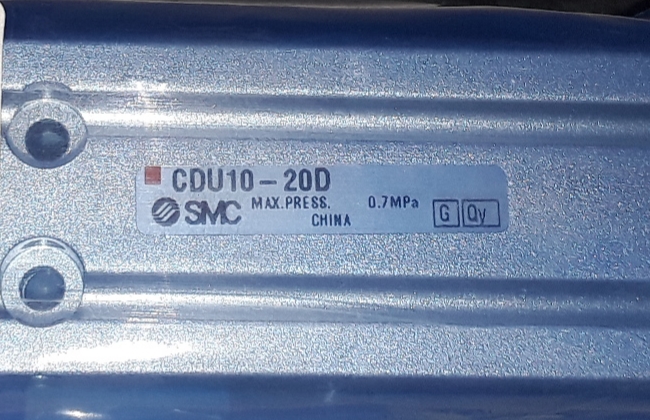 CDU10-20D
SMC MAX.PRESS. 0.7MPa
CHINA G Qy